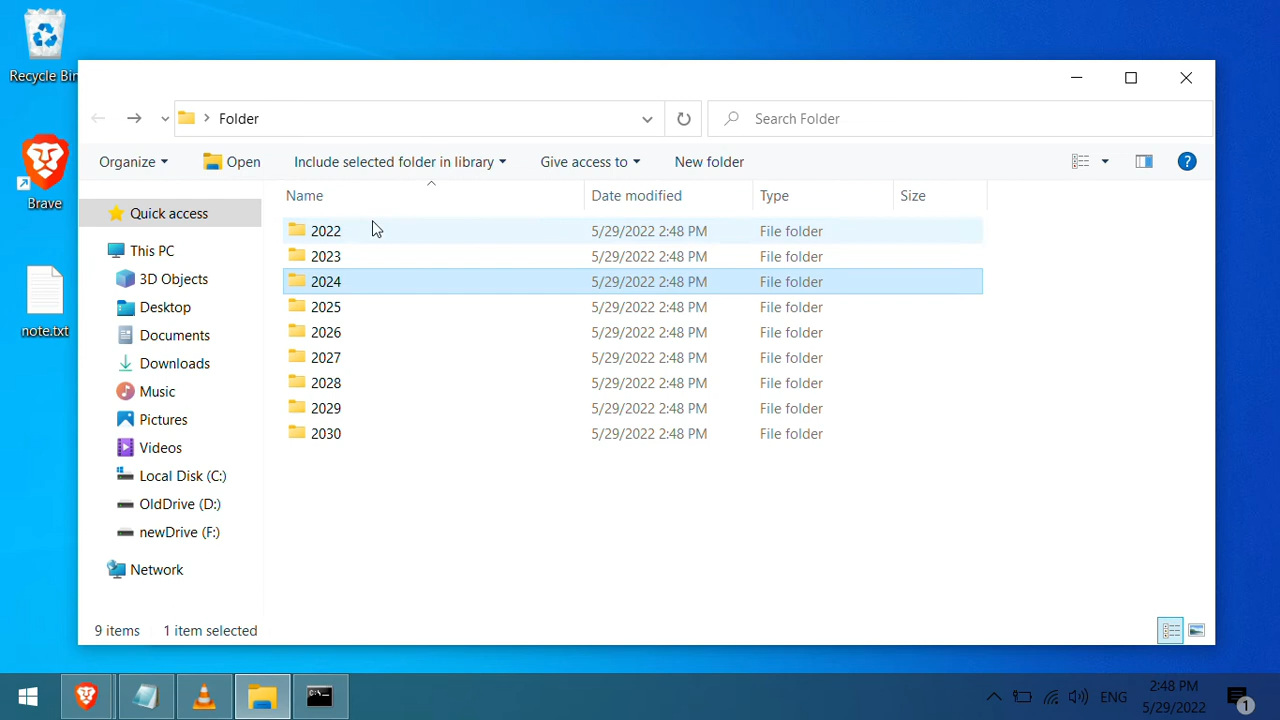 Recycle Bin
Brave
note.txt
Folder
Search Folder
Organize
Open
Include selected folder in library
Give access to
New folder
Name Date modified Type Size
Quick access
This PC
3D Objects
Desktop
Documents
Downloads
Music
Pictures
Videos
Local Disk (C:)
OldDrive (D:)
newDrive (F:)
Network
2022 5/29/2022 2:48 PM File folder
2023 5/29/2022 2:48 PM File folder
2024 5/29/2022 2:48 PM File folder
2025 5/29/2022 2:48 PM File folder
2026 5/29/2022 2:48 PM File folder
2027 5/29/2022 2:48 PM File folder
2028 5/29/2022 2:48 PM File folder
2029 5/29/2022 2:48 PM File folder
2030 5/29/2022 2:48 PM File folder
9 items 1 item selected
ENG
2:48 PM
5/29/2022
1